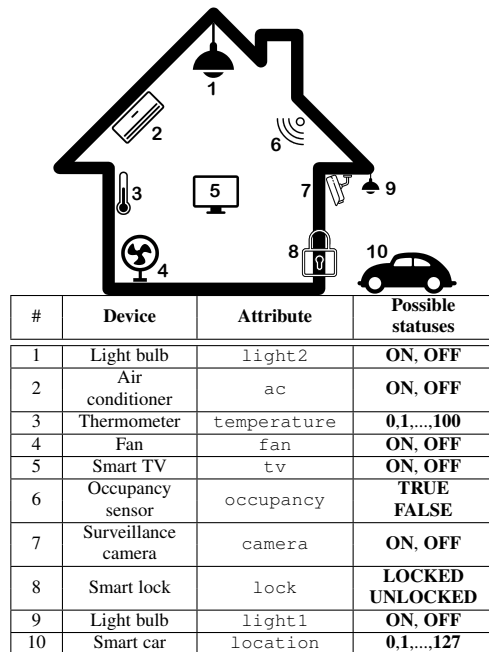 1
2
6
3
5
7
9
4
8
10
# Device Attribute Possible statuses
1 Light bulb light2 ON, OFF
2 Air conditioner ac ON, OFF
3 Thermometer temperature 0,1,...,100
4 Fan fan ON, OFF
5 Smart TV tv ON, OFF
6 Occupancy sensor occupancy TRUE FALSE
7 Surveillance camera camera ON, OFF
8 Smart lock lock LOCKED UNLOCKED
9 Light bulb light1 ON, OFF
10 Smart car location 0,1,...,127